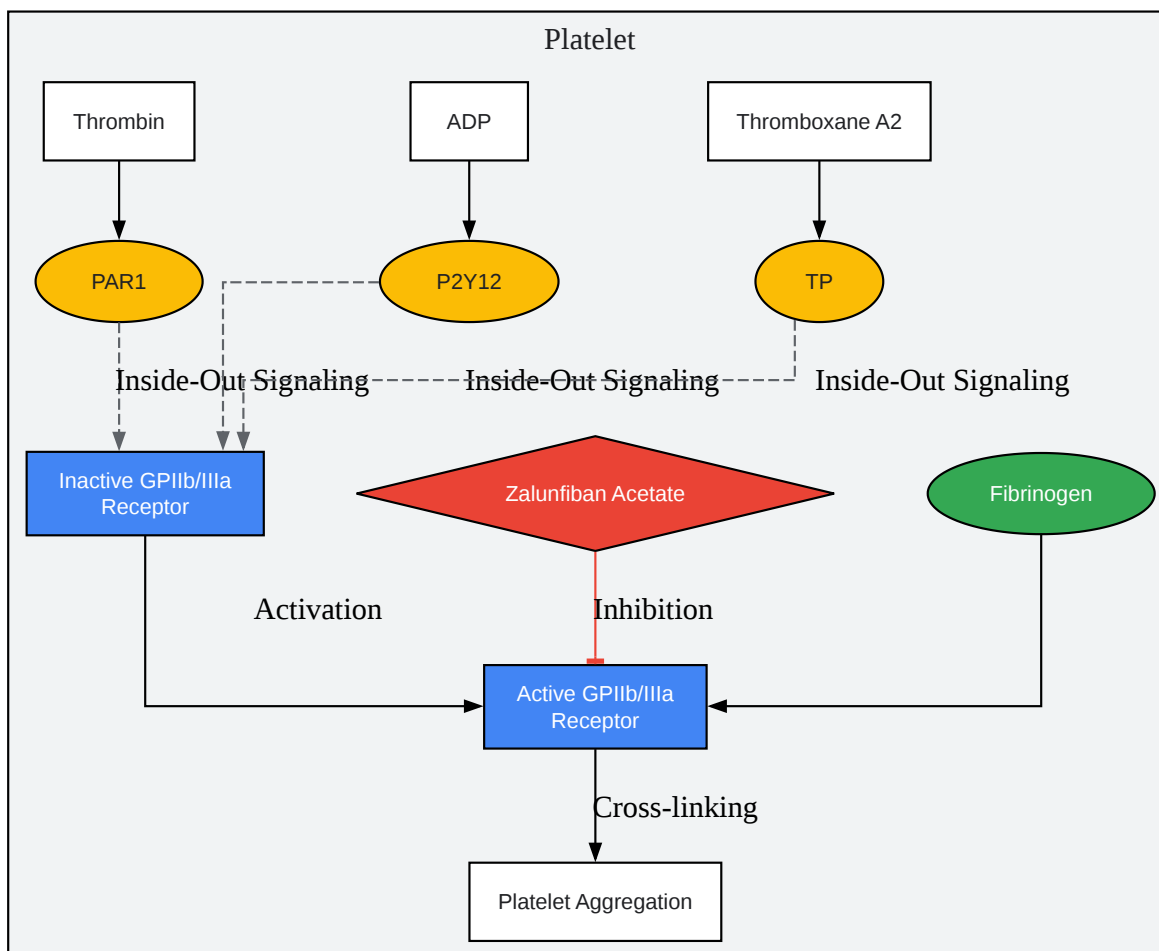 Platelet
Thrombin
ADP
Thromboxane A2
PAR1
P2Y12
TP
Inside-Out Signaling
Inside-Out Signaling
Inside-Out Signaling
Inactive GPIIb/IIIa
Receptor
Zalunfiban Acetate
Fibrinogen
Activation
Inhibition
Active GPIIb/IIIa
Receptor
Cross-linking
Platelet Aggregation